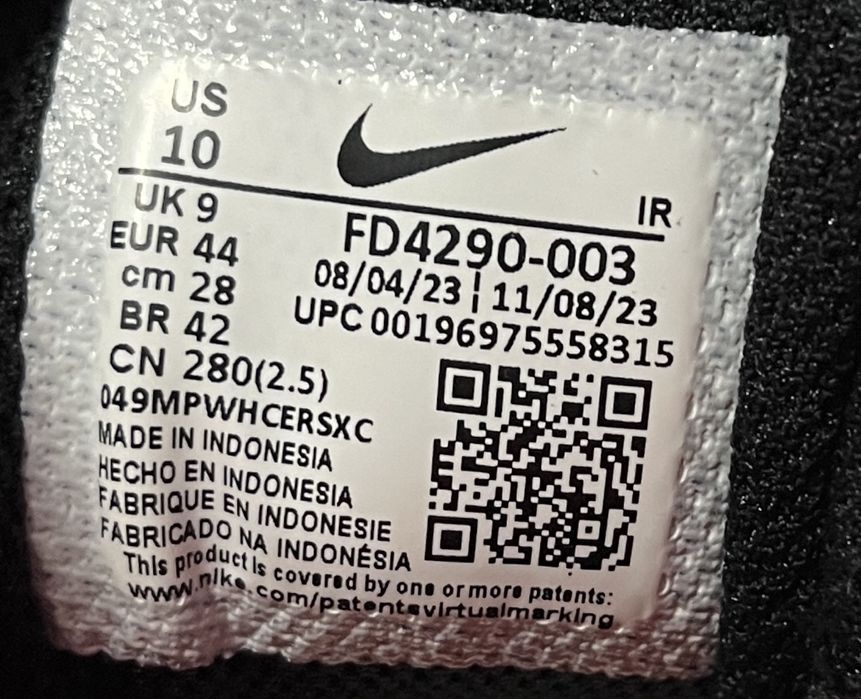 US
10
IR
UK 9
EUR 44
cm 28
BR 42
CN 280(2.5)
FD4290-003
08/04/23 | 11/08/23
UPC 00196975558315
049MPWHCERSXC
MADE IN INDONESIA
HECHO EN INDONESIA
FABRIQUE EN INDONESIE
FABRICADO NA INDONÉSIA
This product is covered by one or more patents:
www.nike.com/patentsvirtualmarking